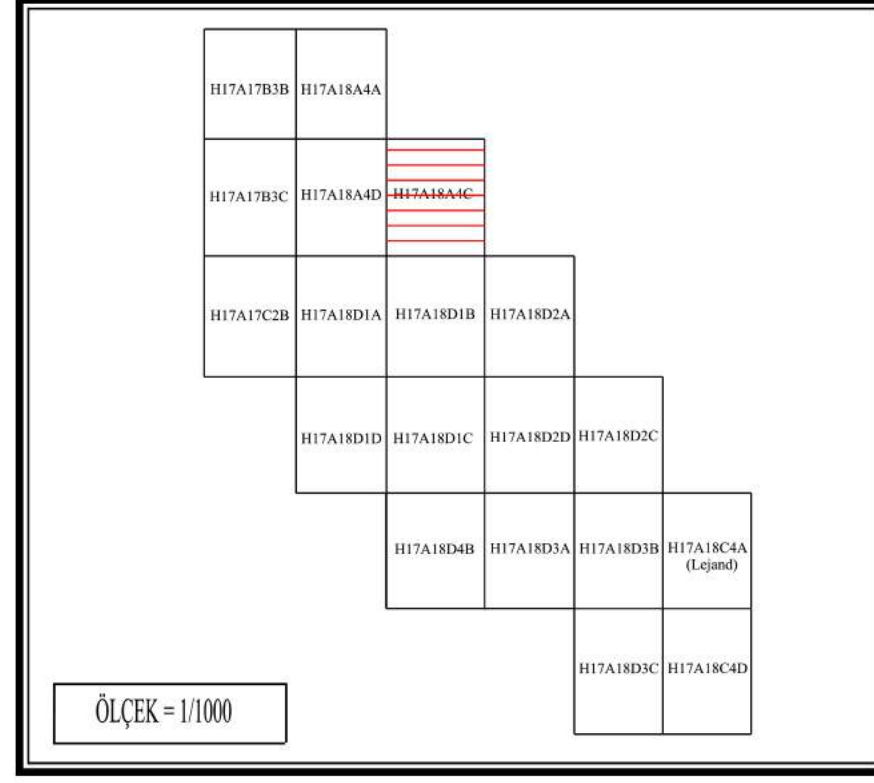 H17A17B3B H17A18A4A
H17A17B3C H17A18A4D H17A18A4C
H17A17C2B H17A18D1A H17A18D1B H17A18D2A
H17A18D1D H17A18D1C H17A18D2D H17A18D2C
H17A18D4B H17A18D3A H17A18D3B H17A18C4A
(Lejand)
H17A18D3C H17A18C4D
ÖLÇEK = 1/1000